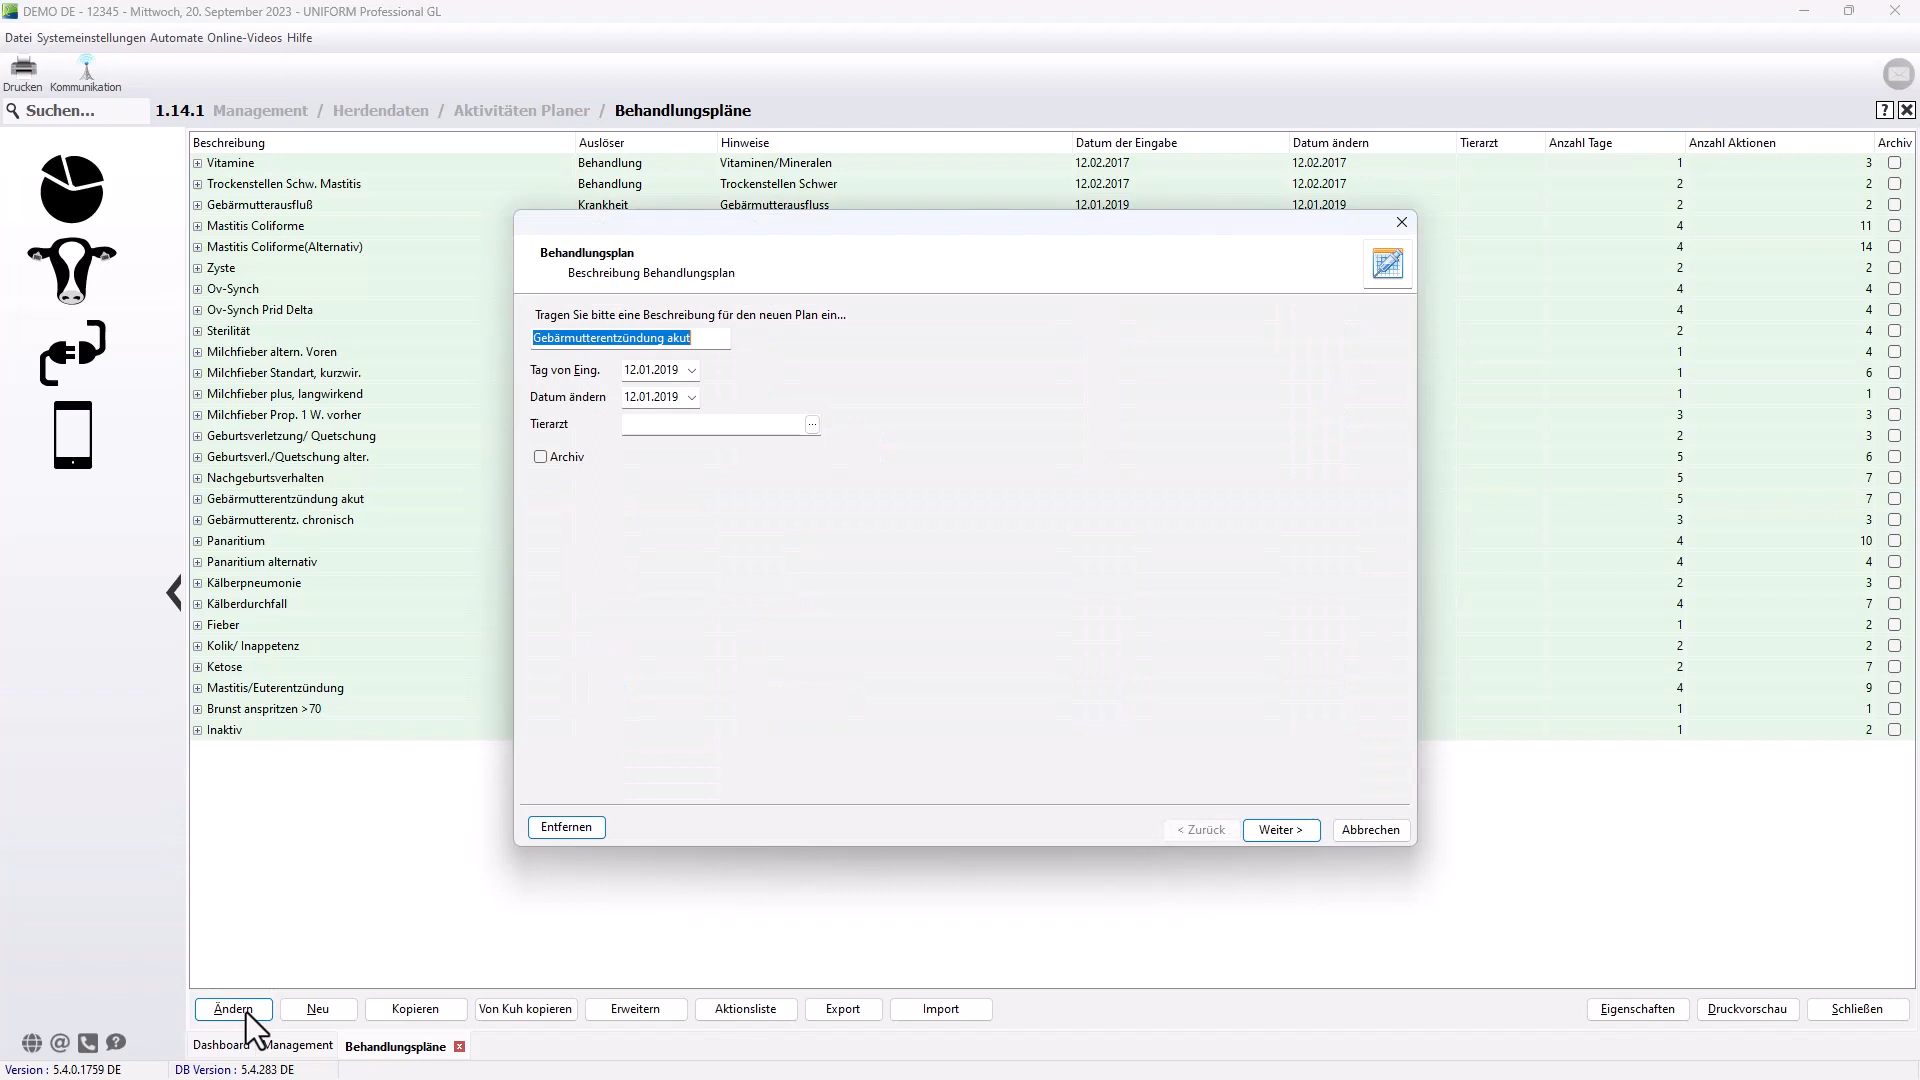 DEMO DE - 12345 - Mittwoch, 20. September 2023 - UNIFORM Professional GL
Datei Systemeinstellungen Automate Online-Videos Hilfe
Drucken Kommunikation
Suchen... 1.14.1 Management / Herdendaten / Aktivitäten Planer / Behandlungspläne ?
Beschreibung Auslöser Hinweise Datum der Eingabe Datum ändern Tierarzt Anzahl Tage Anzahl Aktionen Archiv
Vitamine Behandlung Vitaminen/Mineralen 12.02.2017 12.02.2017 1 3
Trockenstellen Schw. Mastitis Behandlung Trockenstellen Schwer 12.02.2017 12.02.2017 2 2
Gebärmutterausfluß Krankheit Gebärmutterausfluss 12.01.2019 12.01.2019 2 2
Mastitis Coliforme 4 11
Mastitis Coliforme(Alternativ) 4 14
Zyste 2 2
Ov-Synch 4 4
Ov-Synch Prid Delta 4 4
Sterilität 2 4
Milchfieber altern. Voren 1 4
Milchfieber Standart, kurzwir. 1 6
Milchfieber plus, langwirkend 1 1
Milchfieber Prop. 1 W. vorher 3 3
Geburtsverletzung/ Quetschung 2 3
Geburtsverl./Quetschung alter. 5 6
Nachgeburtsverhalten 5 7
Gebärmutterentzündung akut 5 7
Gebärmutterentz. chronisch 3 3
Panaritium 4 10
Panaritium alternativ 4 4
Kälberpneumonie 2 3
Kälberdurchfall 4 7
Fieber 1 2
Kolik/ Inappetenz 2 2
Ketose 2 7
Mastitis/Euterentzündung 4 9
Brunst anspritzen >70 1 1
Inaktiv 1 2
Behandlungsplan
Beschreibung Behandlungsplan
Tragen Sie bitte eine Beschreibung für den neuen Plan ein...
Gebärmutterentzündung akut
Tag von Eing. 12.01.2019
Datum ändern 12.01.2019
Tierarzt ...
Archiv
Entfernen < Zurück Weiter > Abbrechen
Ändern Neu Kopieren Von Kuh kopieren Erweitern Aktionsliste Export Import Eigenschaften Druckvorschau Schließen
Dashboard Management Behandlungspläne
Version : 5.4.0.1759 DE DB Version : 5.4.283 DE